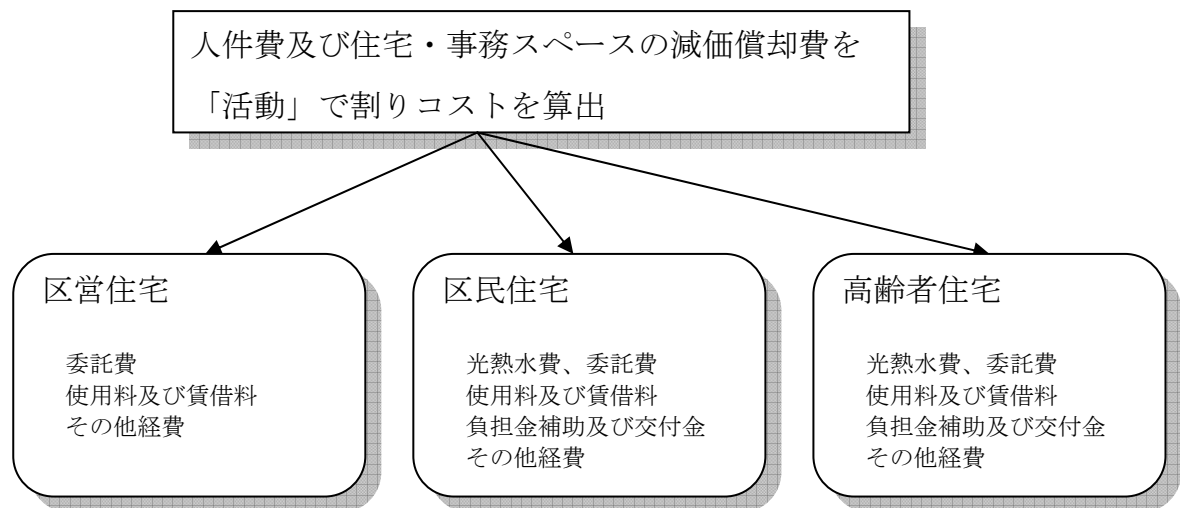 人件費及び住宅・事務スペースの減価償却費を
「活動」で割りコストを算出
区営住宅
委託費
使用料及び賃借料
その他経費
区民住宅
光熱水費、委託費
使用料及び賃借料
負担金補助及び交付金
その他経費
高齢者住宅
光熱水費、委託費
使用料及び賃借料
負担金補助及び交付金
その他経費